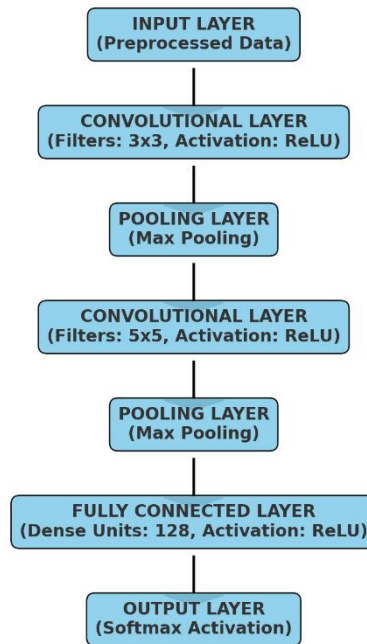 INPUT LAYER
(Preprocessed Data)
CONVOLUTIONAL LAYER
(Filters: 3x3, Activation: ReLU)
POOLING LAYER
(Max Pooling)
CONVOLUTIONAL LAYER
(Filters: 5x5, Activation: ReLU)
POOLING LAYER
(Max Pooling)
FULLY CONNECTED LAYER
(Dense Units: 128, Activation: ReLU)
OUTPUT LAYER
(Softmax Activation)